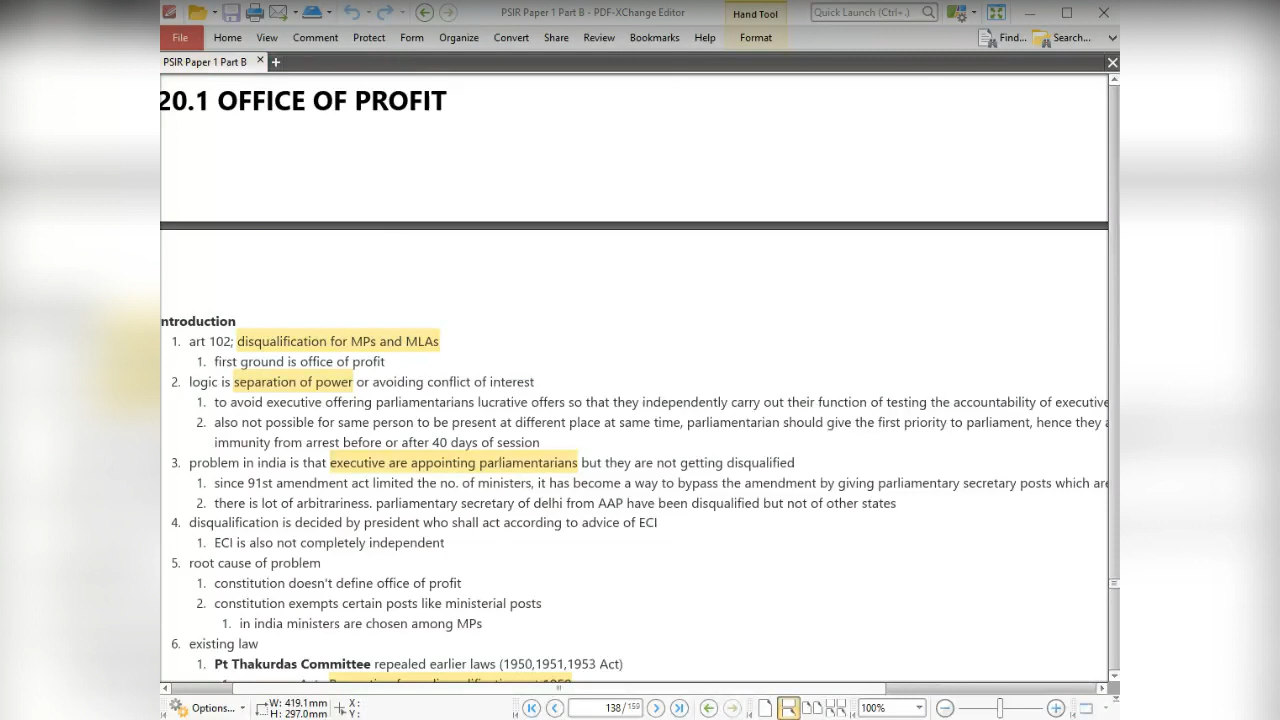 PSIR Paper 1 Part B - PDF-XChange Editor
Hand Tool
Quick Launch (Ctrl+.)
File
Home
View
Comment
Protect
Form
Organize
Convert
Share
Review
Bookmarks
Help
Format
Find...
Search...
PSIR Paper 1 Part B
20.1 OFFICE OF PROFIT
ntroduction
1. art 102; disqualification for MPs and MLAs
1. first ground is office of profit
2. logic is separation of power or avoiding conflict of interest
1. to avoid executive offering parliamentarians lucrative offers so that they independently carry out their function of testing the accountability of executive
2. also not possible for same person to be present at different place at same time, parliamentarian should give the first priority to parliament, hence they a
immunity from arrest before or after 40 days of session
3. problem in india is that executive are appointing parliamentarians but they are not getting disqualified
1. since 91st amendment act limited the no. of ministers, it has become a way to bypass the amendment by giving parliamentary secretary posts which are
2. there is lot of arbitrariness. parliamentary secretary of delhi from AAP have been disqualified but not of other states
4. disqualification is decided by president who shall act according to advice of ECI
1. ECI is also not completely independent
5. root cause of problem
1. constitution doesn't define office of profit
2. constitution exempts certain posts like ministerial posts
1. in india ministers are chosen among MPs
6. existing law
1. Pt Thakurdas Committee repealed earlier laws (1950,1951,1953 Act)
Options...
W: 419.1mm
H: 297.0mm
X:
Y:
138 / 159
100%